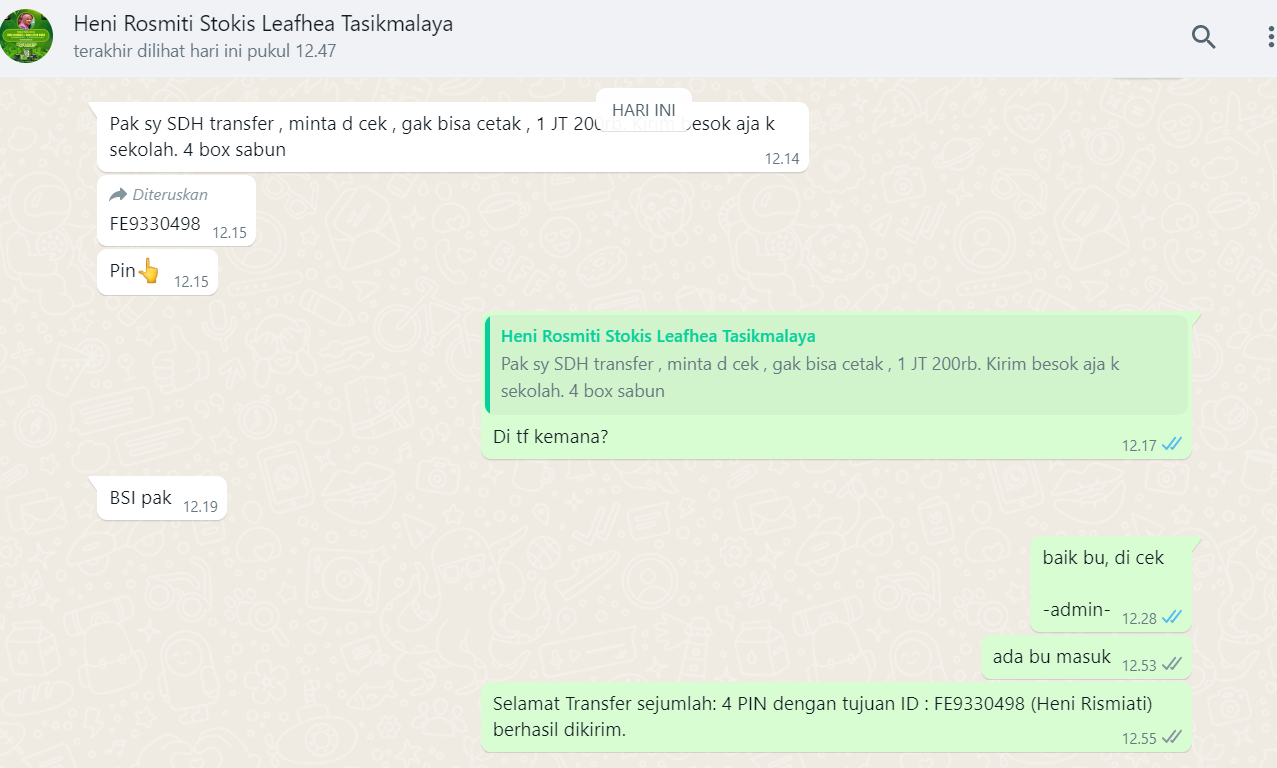 Heni Rosmiti Stokis Leafhea Tasikmalaya
terakhir dilihat hari ini pukul 12.47
HARI INI
Pak sy SDH transfer , minta d cek , gak bisa cetak , 1 JT 200rb. Kirim besok aja k
sekolah. 4 box sabun
12.14
Diteruskan
FE9330498 12.15
Pin👆 12.15
Heni Rosmiti Stokis Leafhea Tasikmalaya
Pak sy SDH transfer , minta d cek , gak bisa cetak , 1 JT 200rb. Kirim besok aja k
sekolah. 4 box sabun
Di tf kemana?
12.17
BSI pak 12.19
baik bu, di cek
-admin- 12.28
ada bu masuk 12.53
Selamat Transfer sejumlah: 4 PIN dengan tujuan ID : FE9330498 (Heni Rismiati)
berhasil dikirim.
12.55